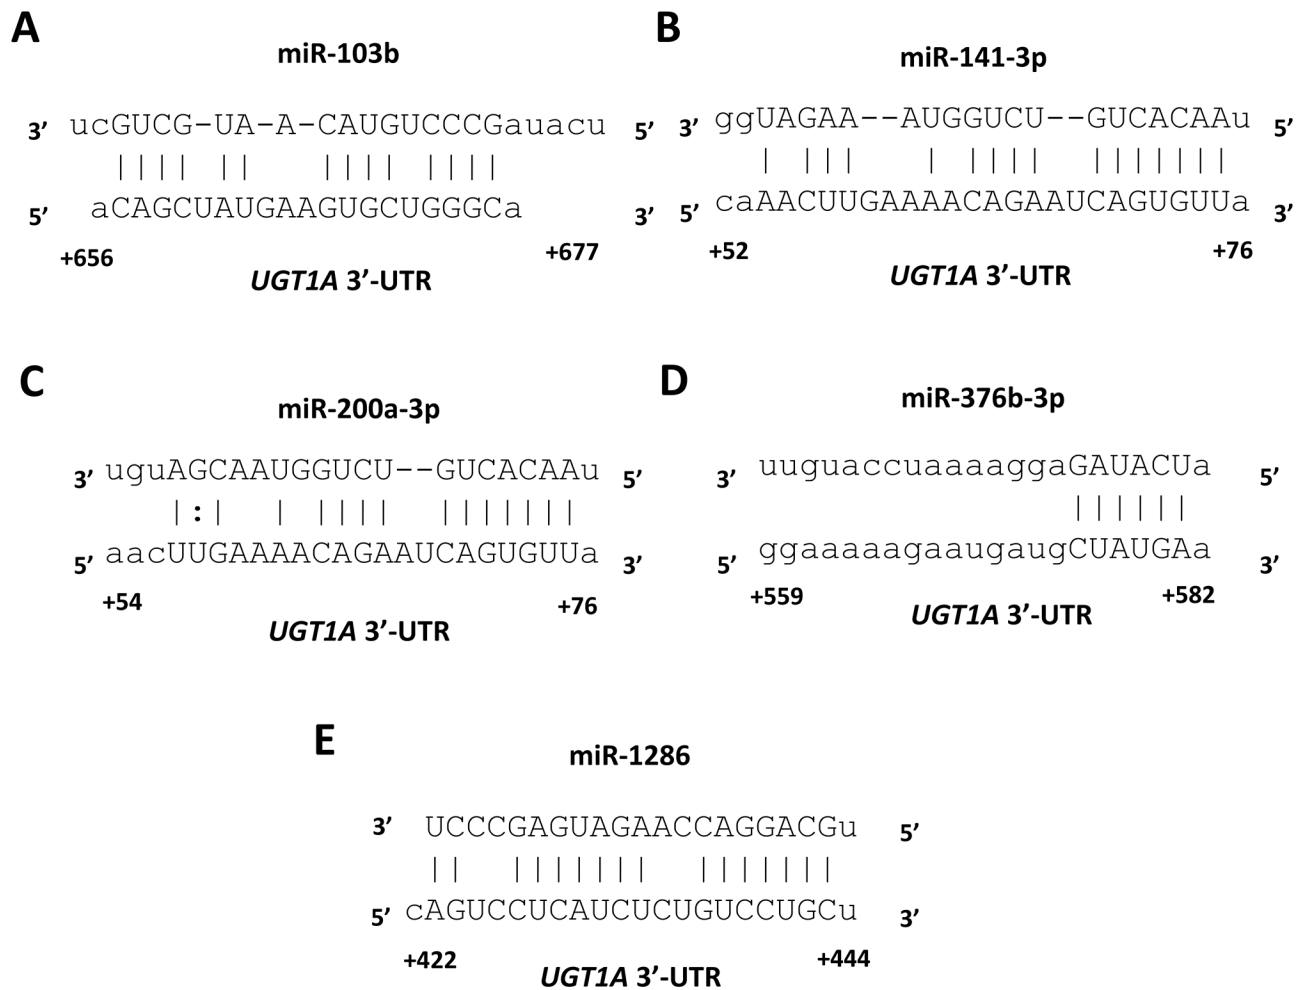 A
miR-103b
3’ ucGUCG-UA-A-CAUGUCCCGauacu 5’
|||| || |||| ||||
5’ aCAGCUAUGAAGUGCUGGGCa 3’
+656 +677
UGT1A 3’-UTR
B
miR-141-3p
3’ ggUAGAA--AUGGUCU--GUCACAAu 5’
| ||| | |||| |||||||
5’ caAACUUGAAAACAGAAUCAGUGUUa 3’
+52 +76
UGT1A 3’-UTR
C
miR-200a-3p
3’ uguAGCAAUGGUCU--GUCACAAu 5’
|:| | |||| |||||||
5’ aacUUGAAAACAGAAUCAGUGUUa 3’
+54 +76
UGT1A 3’-UTR
D
miR-376b-3p
3’ uuguaccuaaaaggaGAUACUa 5’
||||||
5’ ggaaaaagaaugaugCUAUGAa 3’
+559 +582
UGT1A 3’-UTR
E
miR-1286
3’ UCCCGAGUAGAACCAGGACGu 5’
|| ||||||| |||||||
5’ cAGUCCUCAUCUCUGUCCUGCu 3’
+422 +444
UGT1A 3’-UTR